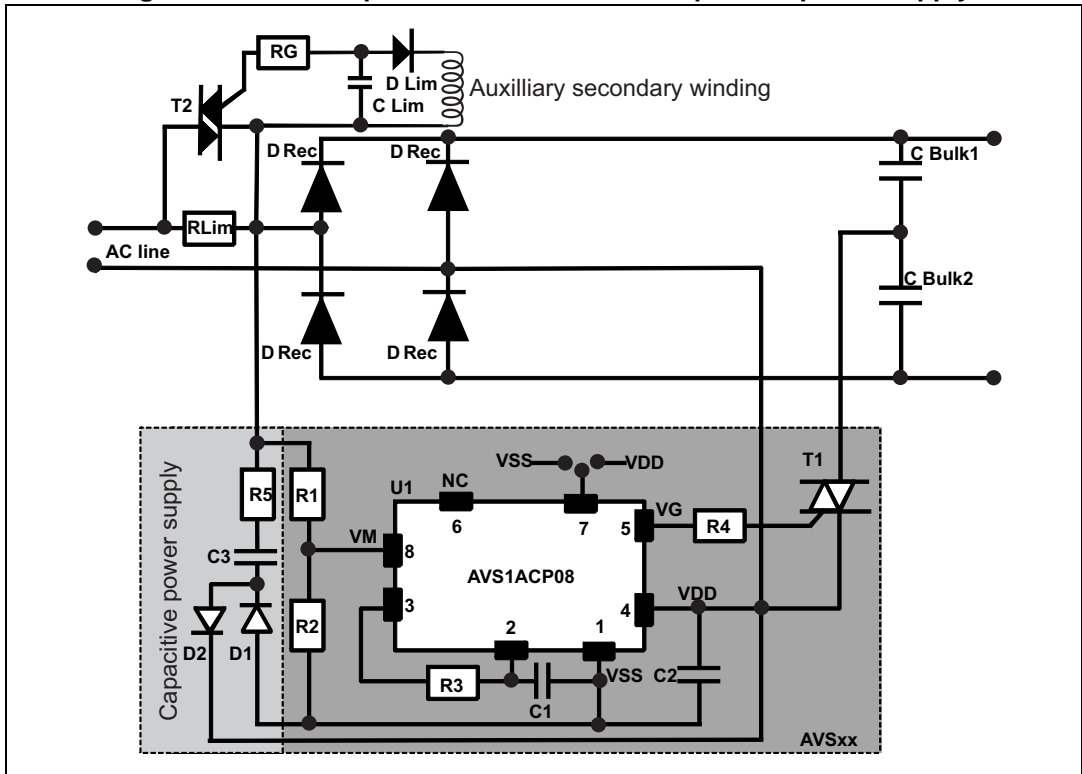 RG
D Lim
C Lim
Auxilliary secondary winding
T2
D Rec
D Rec
C Bulk1
RLim
AC line
C Bulk2
D Rec
D Rec
Capacitive power supply
R5
R1
U1
NC
6
VSS
VDD
7
T1
VM
8
5
VG
R4
C3
AVS1ACP08
3
4
VDD
D2
D1
R2
2
1
R3
C1
VSS
C2
AVSxx